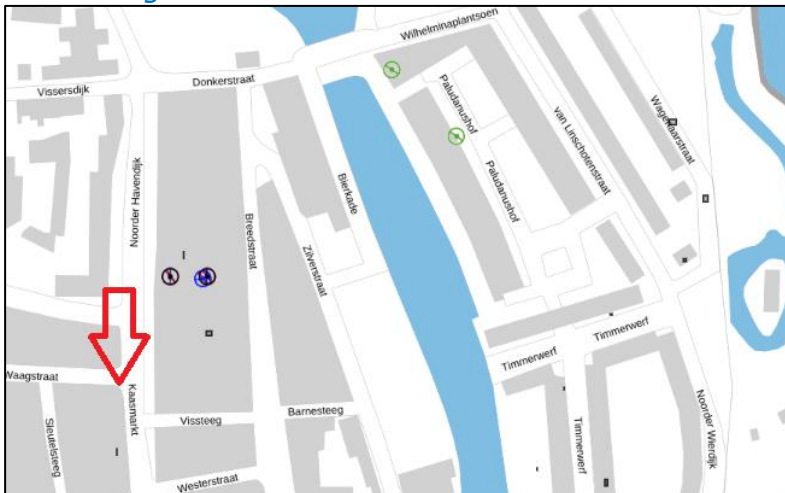 Wilhelminaplantsoen
Donkerstraat
Vissersdijk
Paludanushof
Wagenaarstraat
van Linschotenstraat
Noorder Havendijk
Bierkade
Paludanushof
Breedstraat
Zilverstraat
Timmerwerf
Timmerwerf
Waagstraat
Kaasmarkt
Vissteeg
Barnesteeg
Sleutelsteeg
Timmerwerf
Noorder Wierdijk
Westerstraat